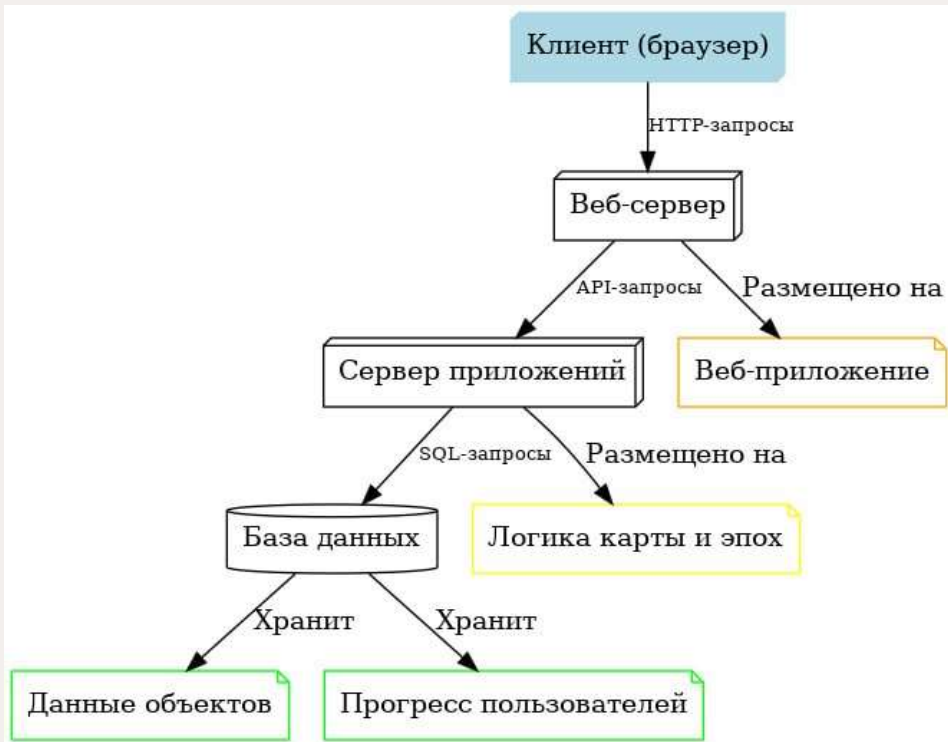 Клиент (браузер)
HTTP-запросы
Веб-сервер
API-запросы
Размещено на
Сервер приложений
Веб-приложение
SQL-запросы
Размещено на
База данных
Логика карты и эпох
Хранит
Хранит
Данные объектов
Прогресс пользователей